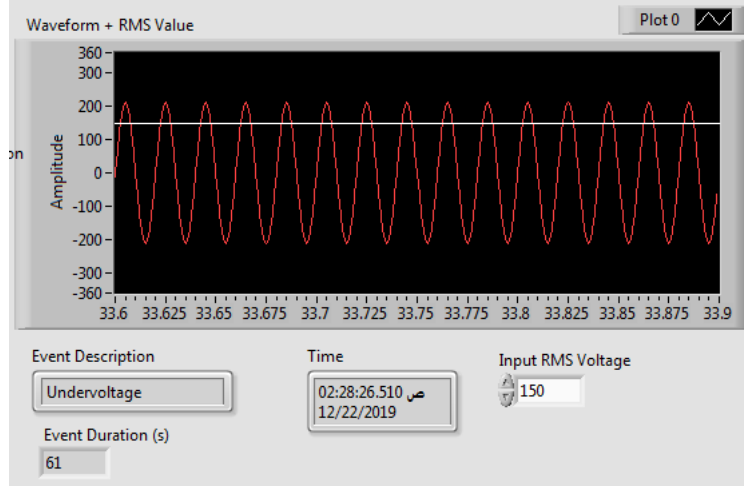 Waveform + RMS Value
Plot 0
360
300
200
100
0
-100
-200
-300
-360
Amplitude
on
33.6 33.625 33.65 33.675 33.7 33.725 33.75 33.775 33.8 33.825 33.85 33.875 33.9
Event Description
Undervoltage
Time
02:28:26.510 ص
12/22/2019
Input RMS Voltage
150
Event Duration (s)
61